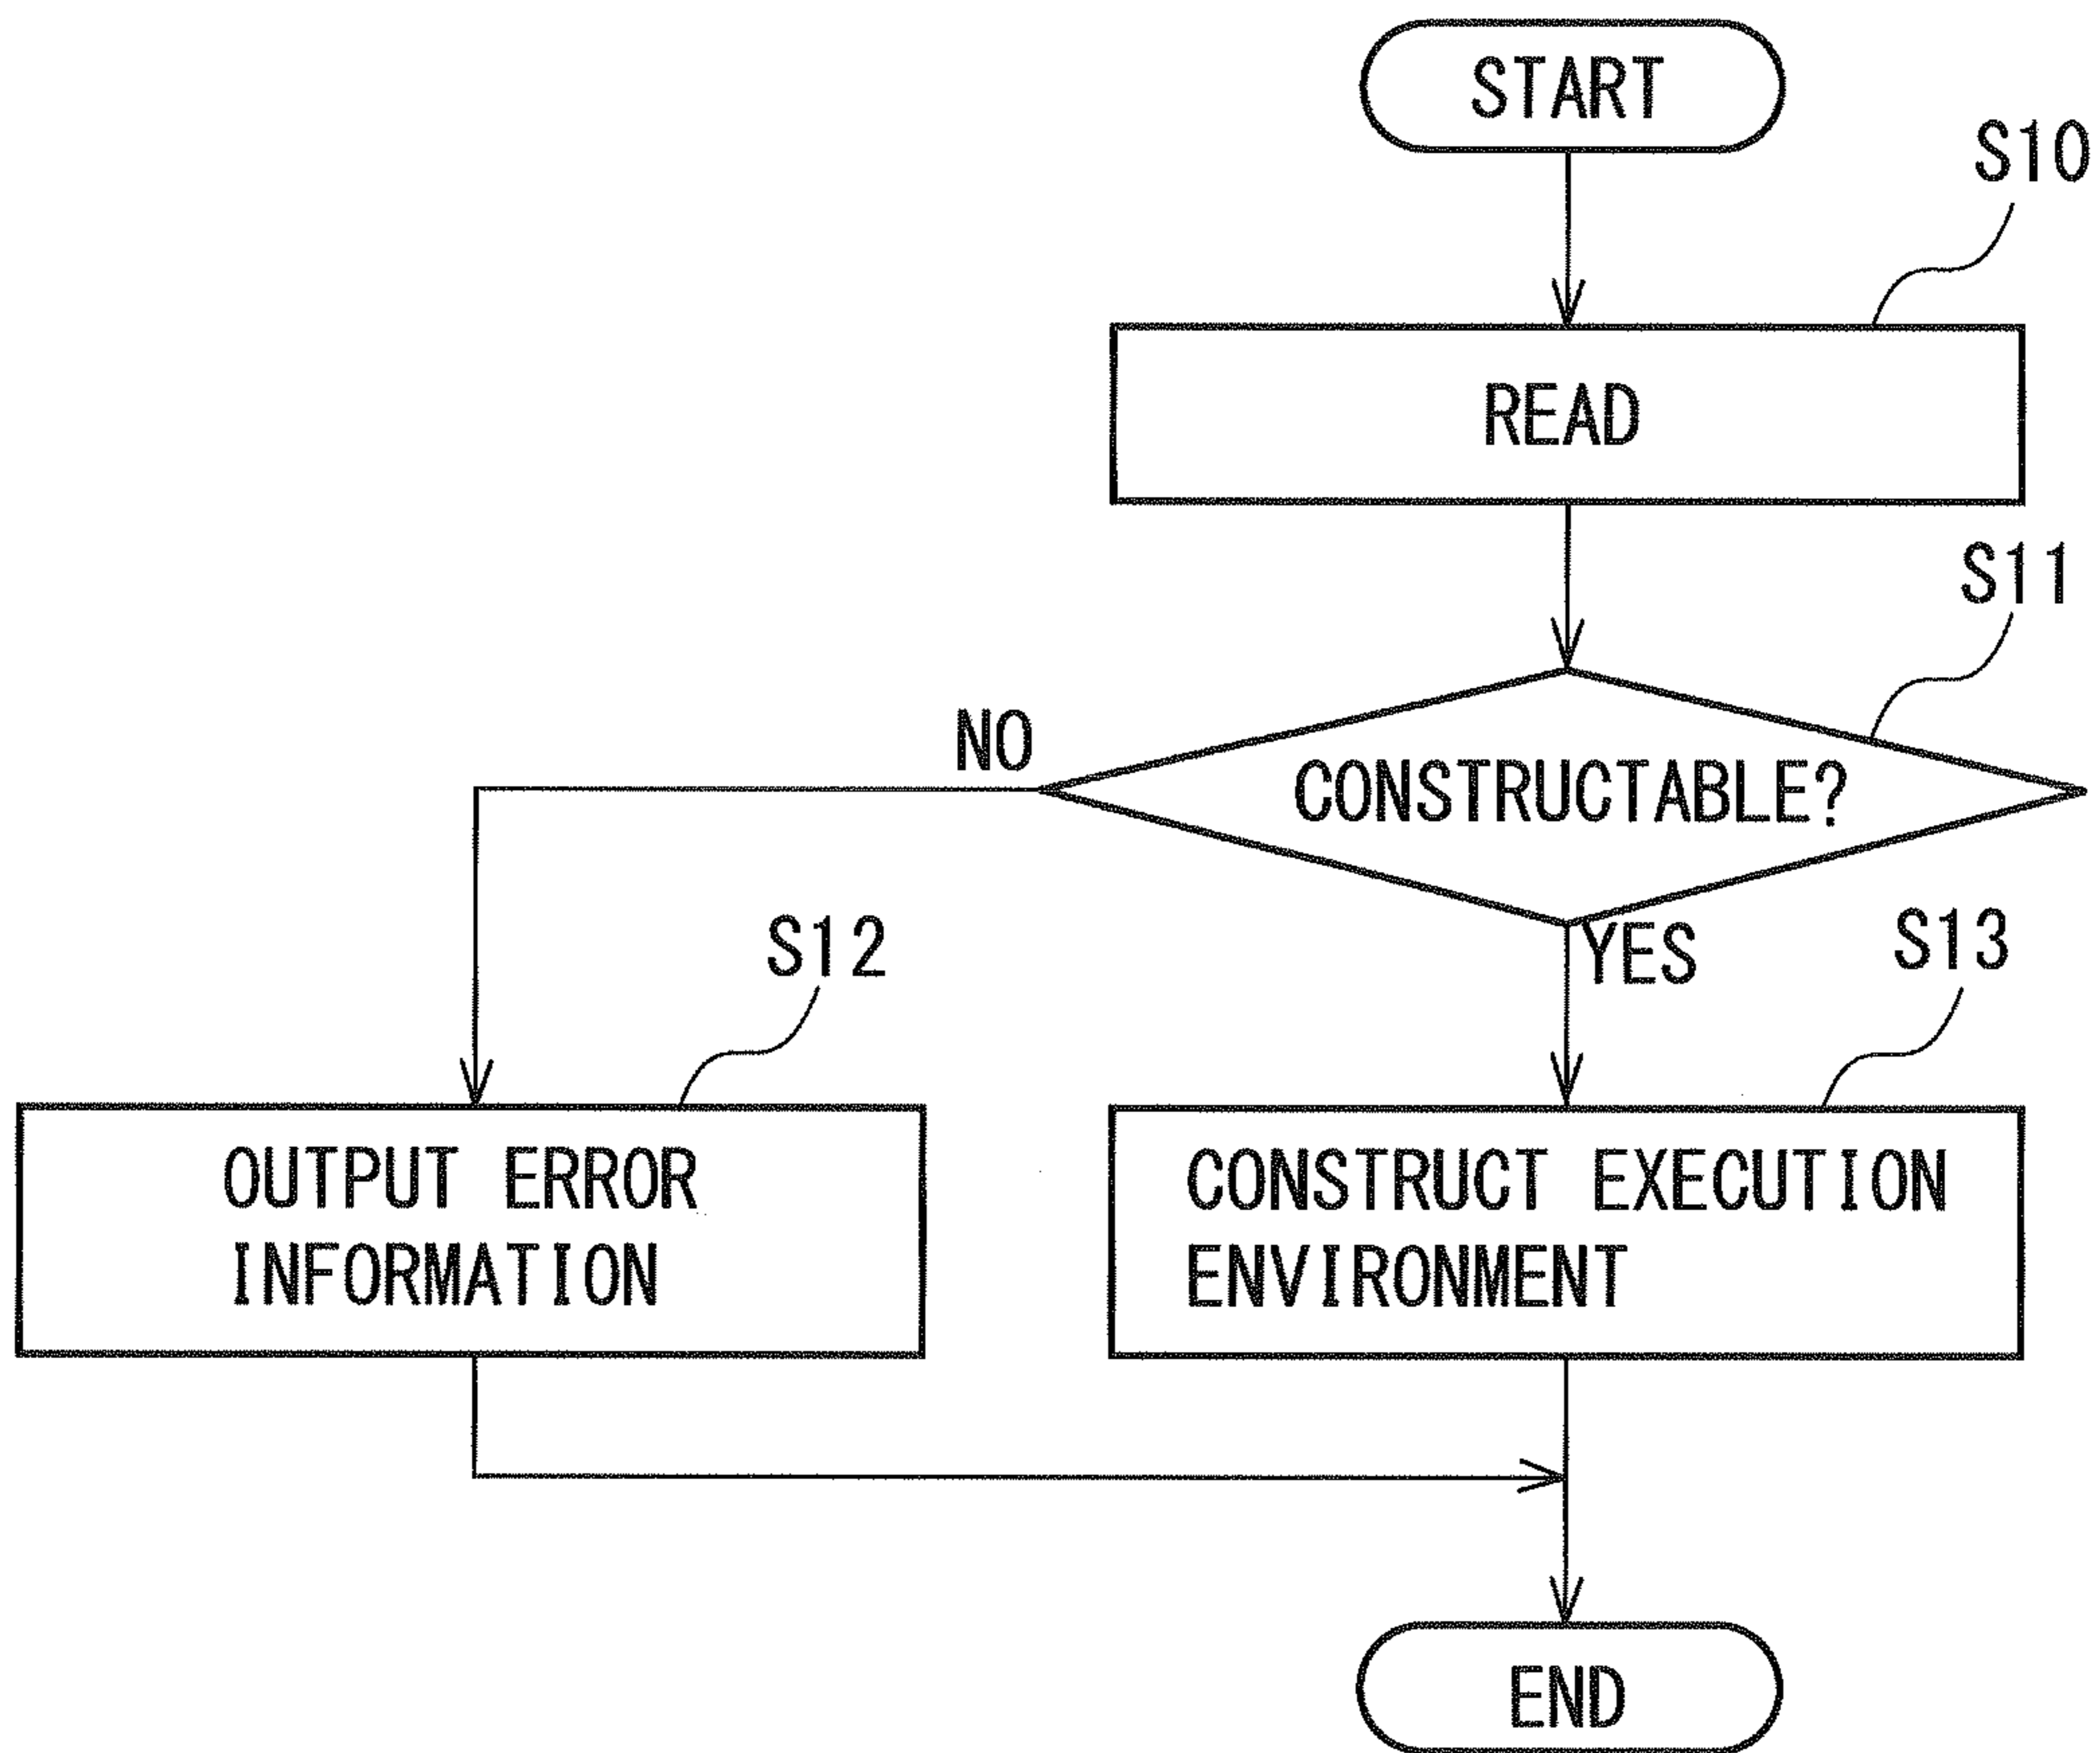 START
S10
READ
S11
NO
CONSTRUCTABLE?
YES
S12
S13
OUTPUT ERROR
INFORMATION
CONSTRUCT EXECUTION
ENVIRONMENT
END